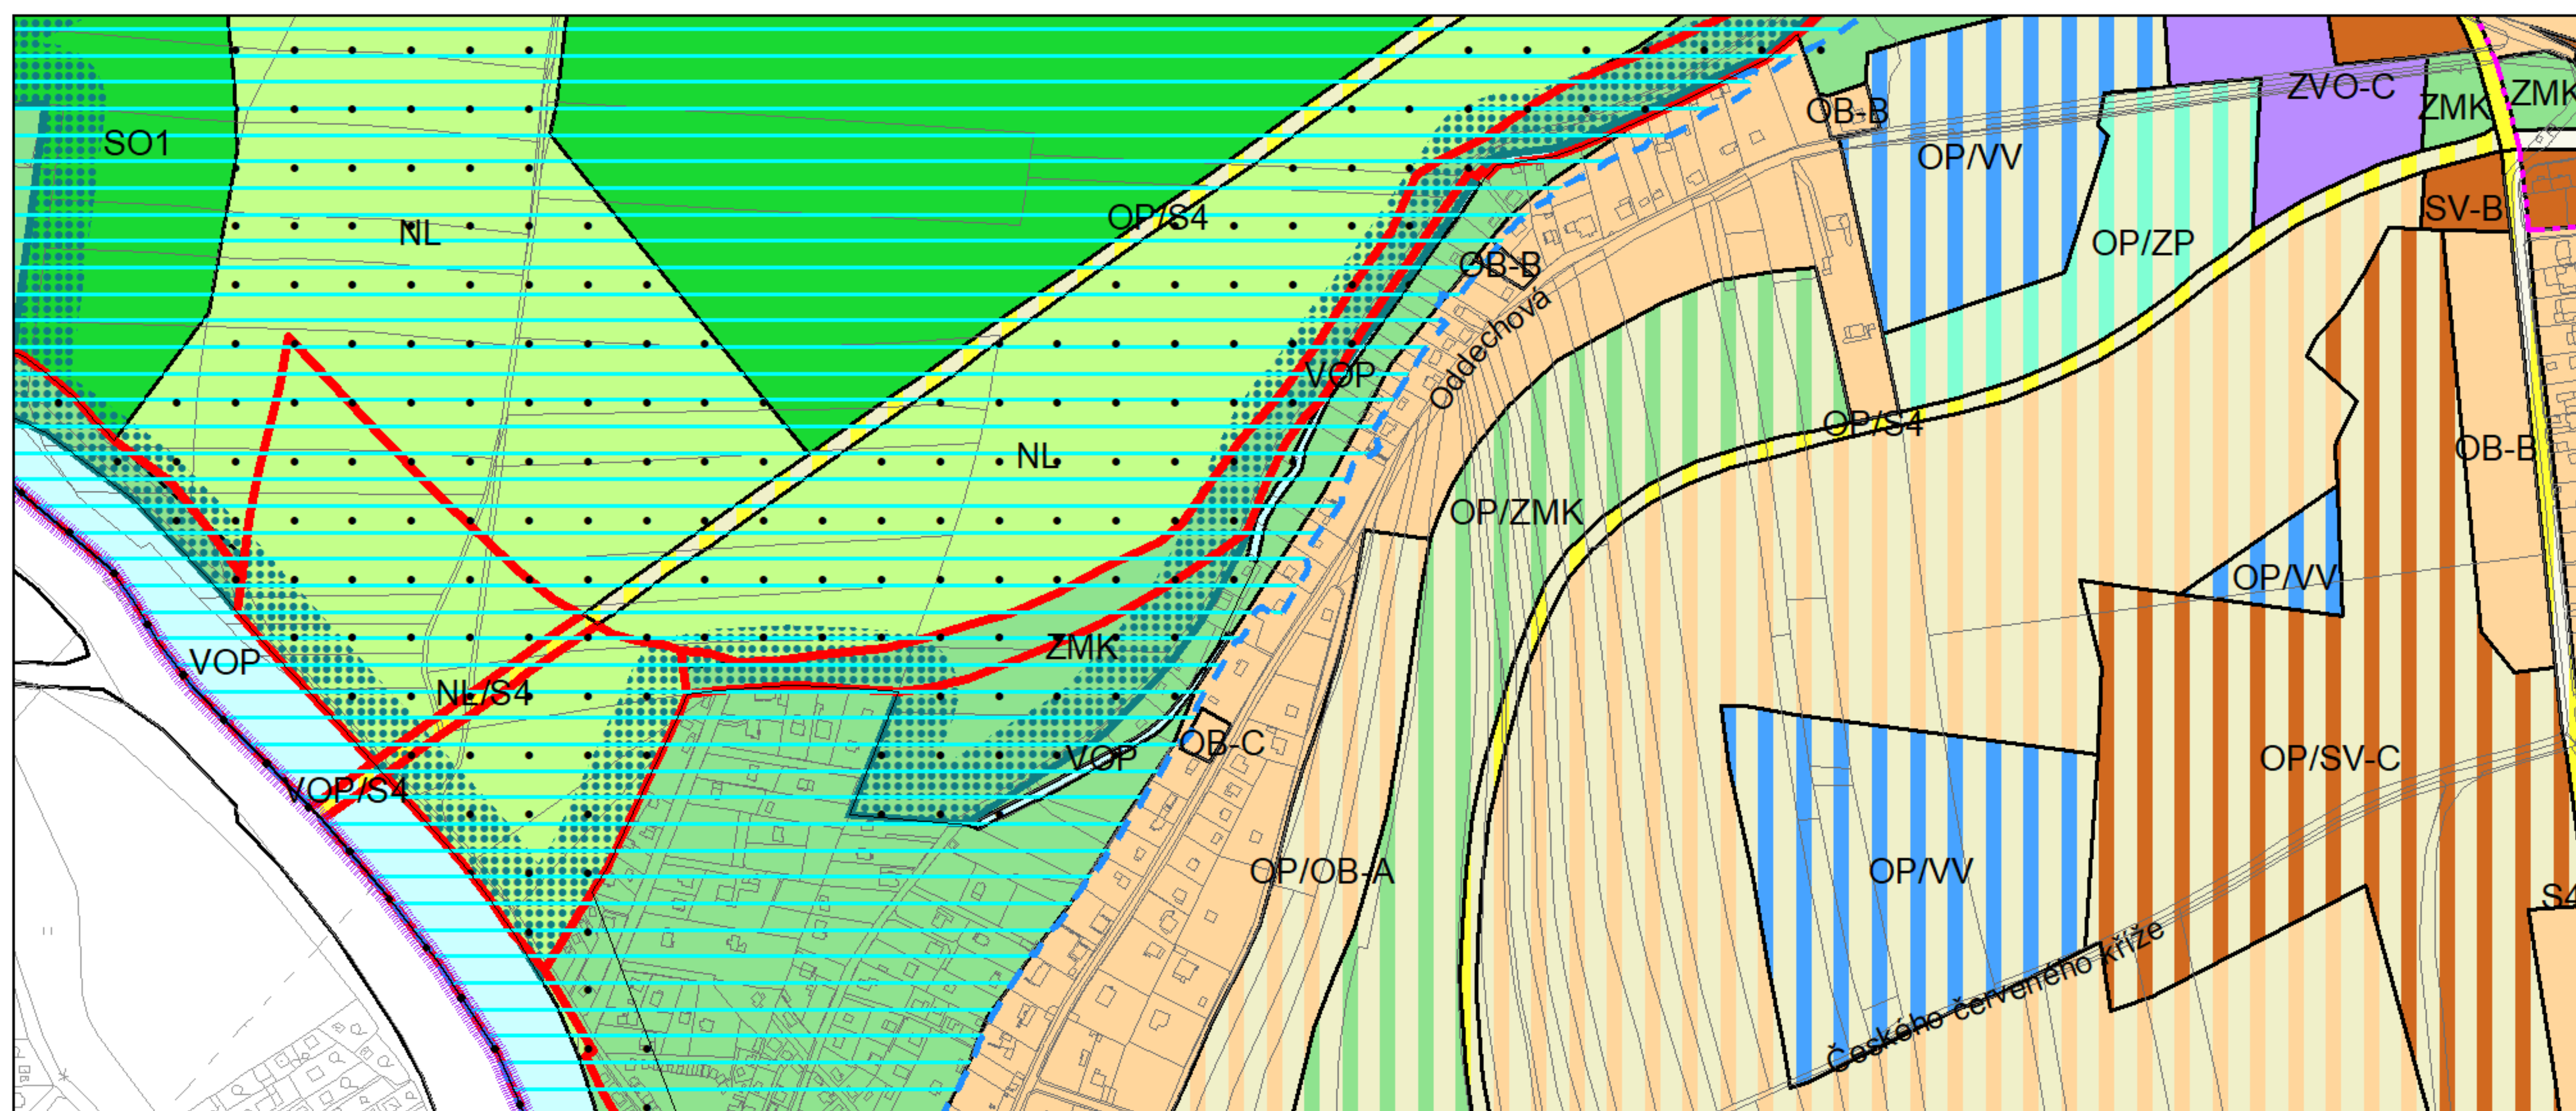 ZVO-C
ZMK
ZMK
OB-B
SO1
OP/VV
SV-B
OP/S4
NL
OP/ZP
OB-B
Oddechová
VOP
OP/S4
OB-B
NL
OP/ZMK
OP/VV
ZMK
VOP
NL/S4
OB-C
VOP
OP/SV-C
VOP/S4
OP/OB-A
OP/VV
S4
Českého červeného kříže